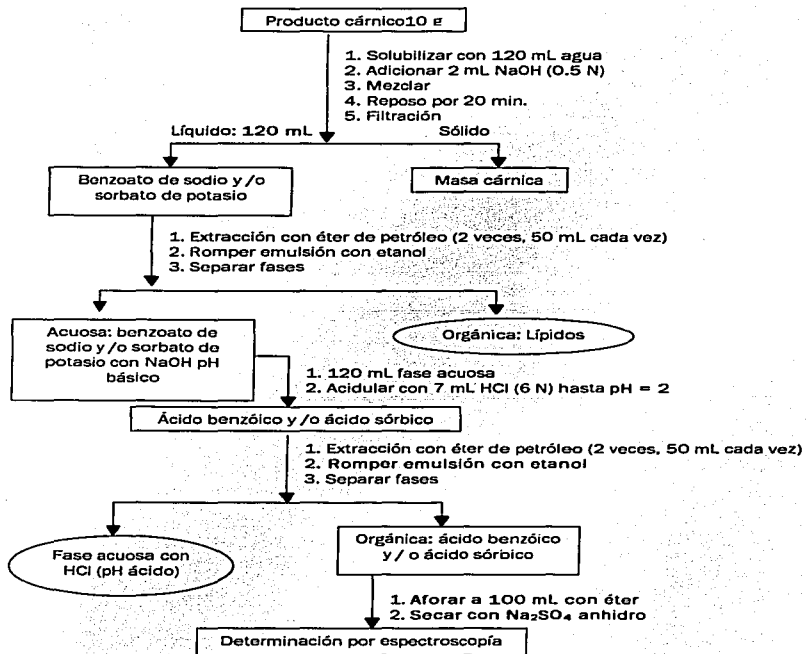 Producto cárnico10 g
1. Solubilizar con 120 mL agua
2. Adicionar 2 mL NaOH (0.5 N)
3. Mezclar
4. Reposo por 20 min.
5. Filtración
Líquido: 120 mL
Sólido
Benzoato de sodio y /o
sorbato de potasio
Masa cárnica
1. Extracción con éter de petróleo (2 veces, 50 mL cada vez)
2. Romper emulsión con etanol
3. Separar fases
Acuosa: benzoato de
sodio y /o sorbato de
potasio con NaOH pH
básico
Orgánica: Lípidos
1. 120 mL fase acuosa
2. Acidular con 7 mL HCl (6 N) hasta pH = 2
Ácido benzóico y /o ácido sórbico
1. Extracción con éter de petróleo (2 veces, 50 mL cada vez)
2. Romper emulsión con etanol
3. Separar fases
Fase acuosa con
HCl (pH ácido)
Orgánica: ácido benzóico
y / o ácido sórbico
1. Aforar a 100 mL con éter
2. Secar con Na₂SO₄ anhidro
Determinación por espectroscopía